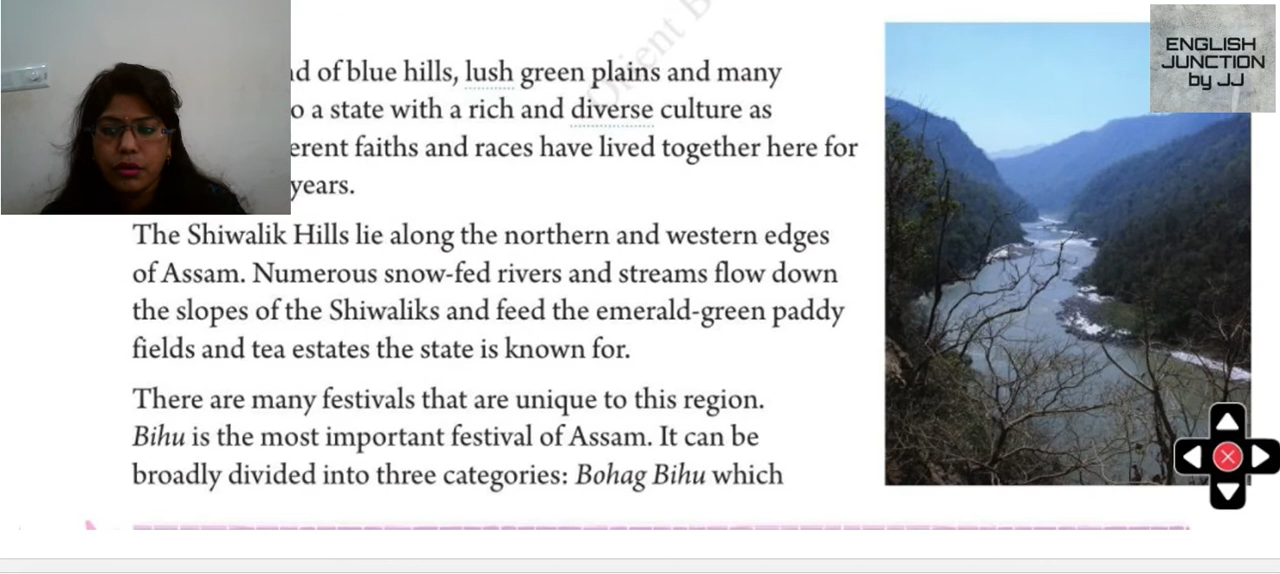 Orient B
ENGLISH
JUNCTION
by JJ
d of blue hills, lush green plains and many
o a state with a rich and diverse culture as
erent faiths and races have lived together here for
years.
The Shiwalik Hills lie along the northern and western edges
of Assam. Numerous snow-fed rivers and streams flow down
the slopes of the Shiwaliks and feed the emerald-green paddy
fields and tea estates the state is known for.
There are many festivals that are unique to this region.
Bihu is the most important festival of Assam. It can be
broadly divided into three categories: Bohag Bihu which